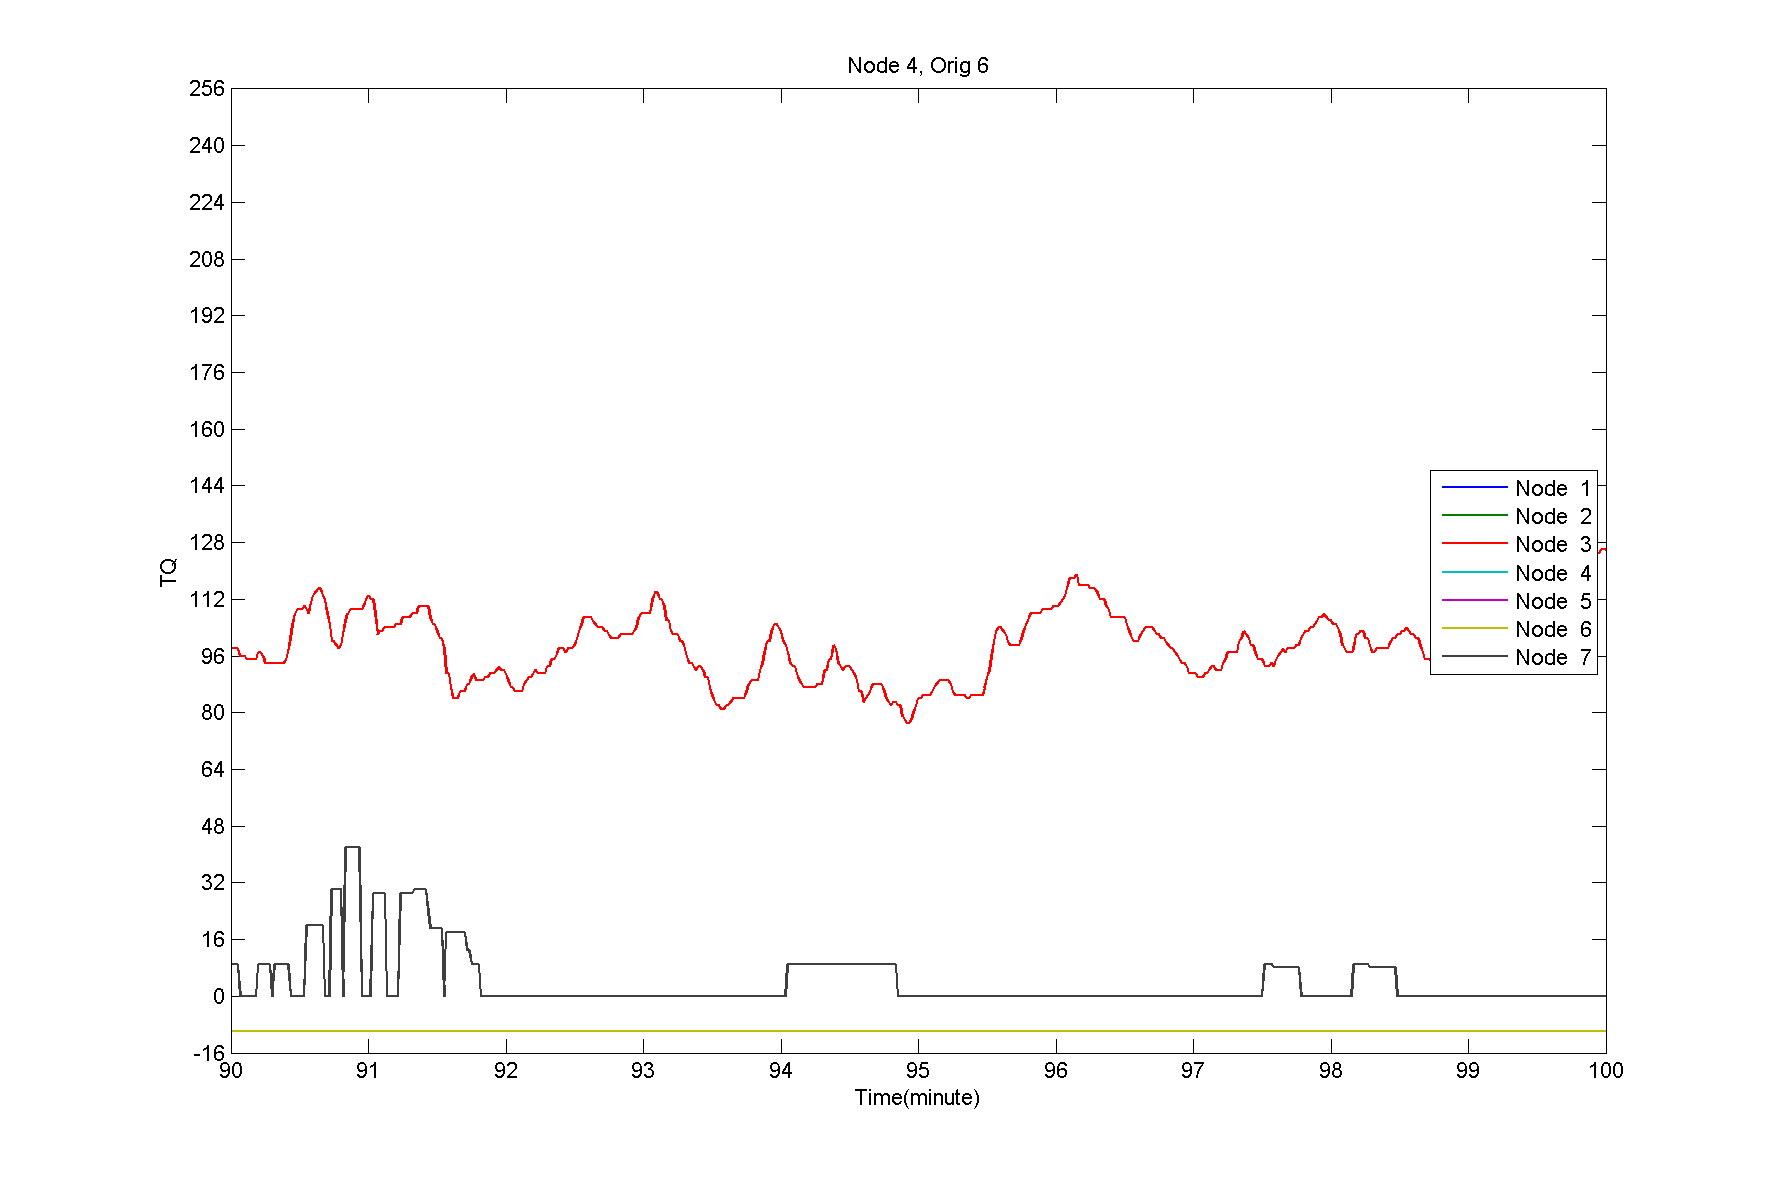 Node 4, Orig 6
256
240
224
208
192
176
160
144
128
112
96
80
64
48
32
16
0
-16
TQ
Node 1
Node 2
Node 3
Node 4
Node 5
Node 6
Node 7
90 91 92 93 94 95 96 97 98 99 100
Time(minute)